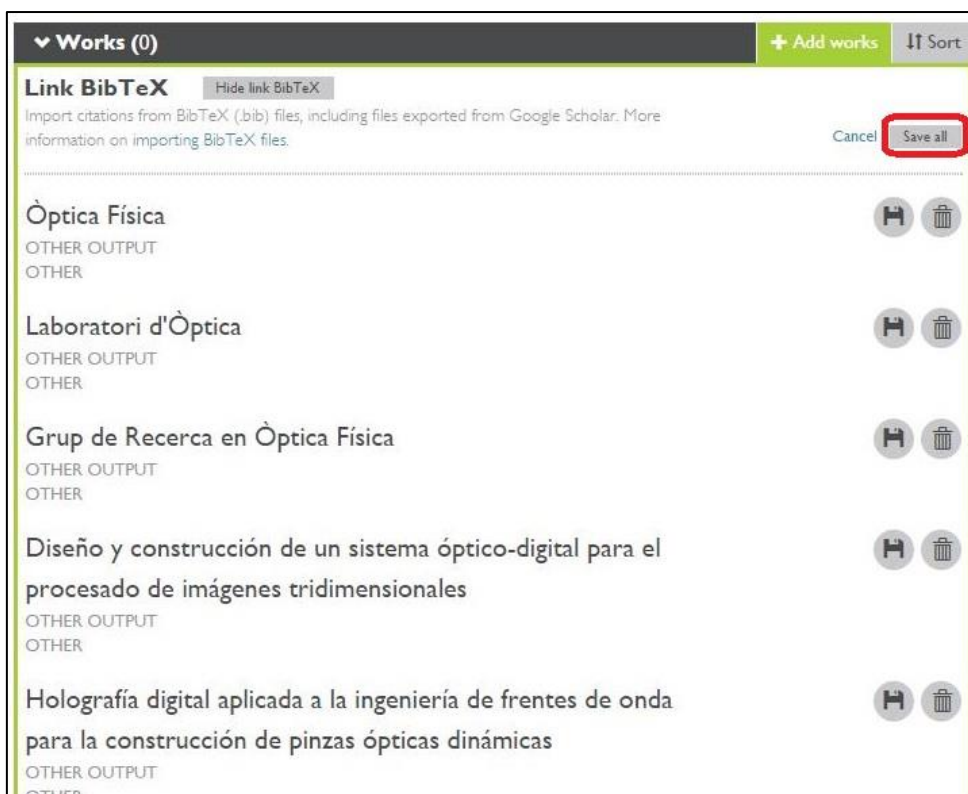 Works (0)
+ Add works
Sort
Link BibTeX
Hide link BibTeX
Import citations from BibTeX (.bib) files, including files exported from Google Scholar. More
information on importing BibTeX files.
Cancel
Save all
Òptica Física
OTHER OUTPUT
OTHER
Laboratori d'Òptica
OTHER OUTPUT
OTHER
Grup de Recerca en Òptica Física
OTHER OUTPUT
OTHER
Diseño y construcción de un sistema óptico-digital para el
procesado de imágenes tridimensionales
OTHER OUTPUT
OTHER
Holografía digital aplicada a la ingeniería de frentes de onda
para la construcción de pinzas ópticas dinámicas
OTHER OUTPUT
OTHER